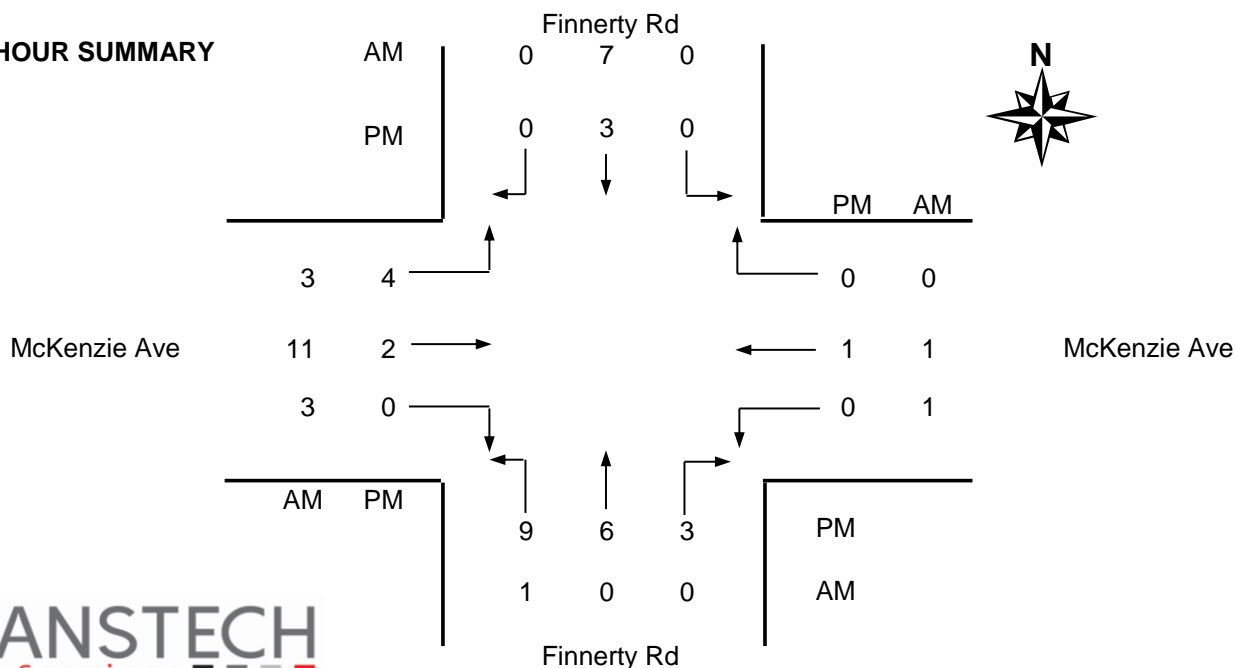 Finnerty Rd
HOUR SUMMARY AM 0 7 0
N
PM 0 3 0
PM AM
3 4 0 0
McKenzie Ave 11 2 1 1 McKenzie Ave
3 0 0 1
AM PM
9 6 3 PM
1 0 0 AM
ANSTECH
Finnerty Rd